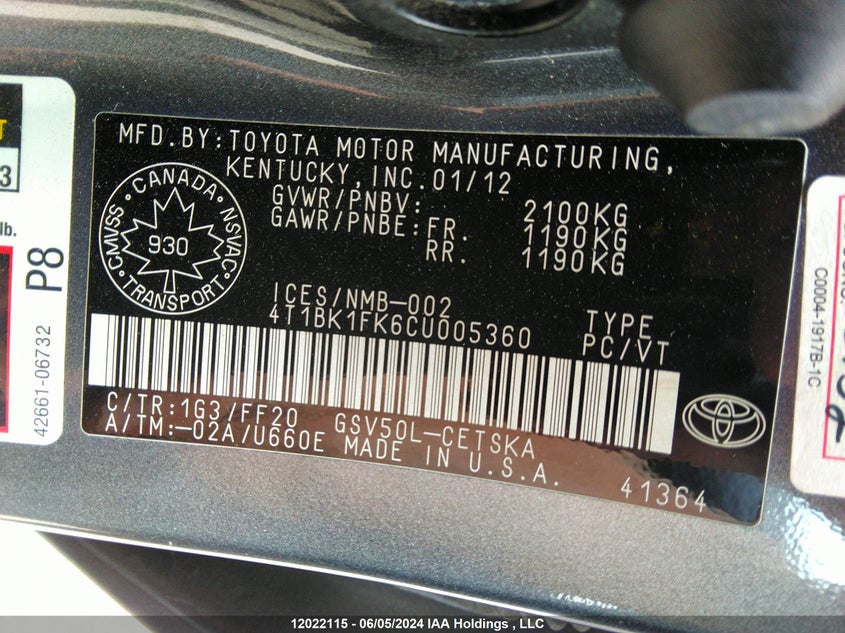 MFD.BY:TOYOTA MOTOR MANUFACTURING,
KENTUCKY,INC.01/12
GVWR/PNBV: 2100KG
GAWR/PNBE:FR. 1190KG
RR. 1190KG
CANADA
CMVSS NSVAC
930
TRANSPORT
ICES/NMB-002
4T1BK1FK6CU005360
TYPE
PC/VT
C/TR:1G3/FF20 GSV50L-CETSKA
A/TM:-02A/U660E MADE IN U.S.A.
41364
T
3
lb.
P8
42661-06732
C0004-1917B-1C
12022115 - 06/05/2024 IAA Holdings , LLC